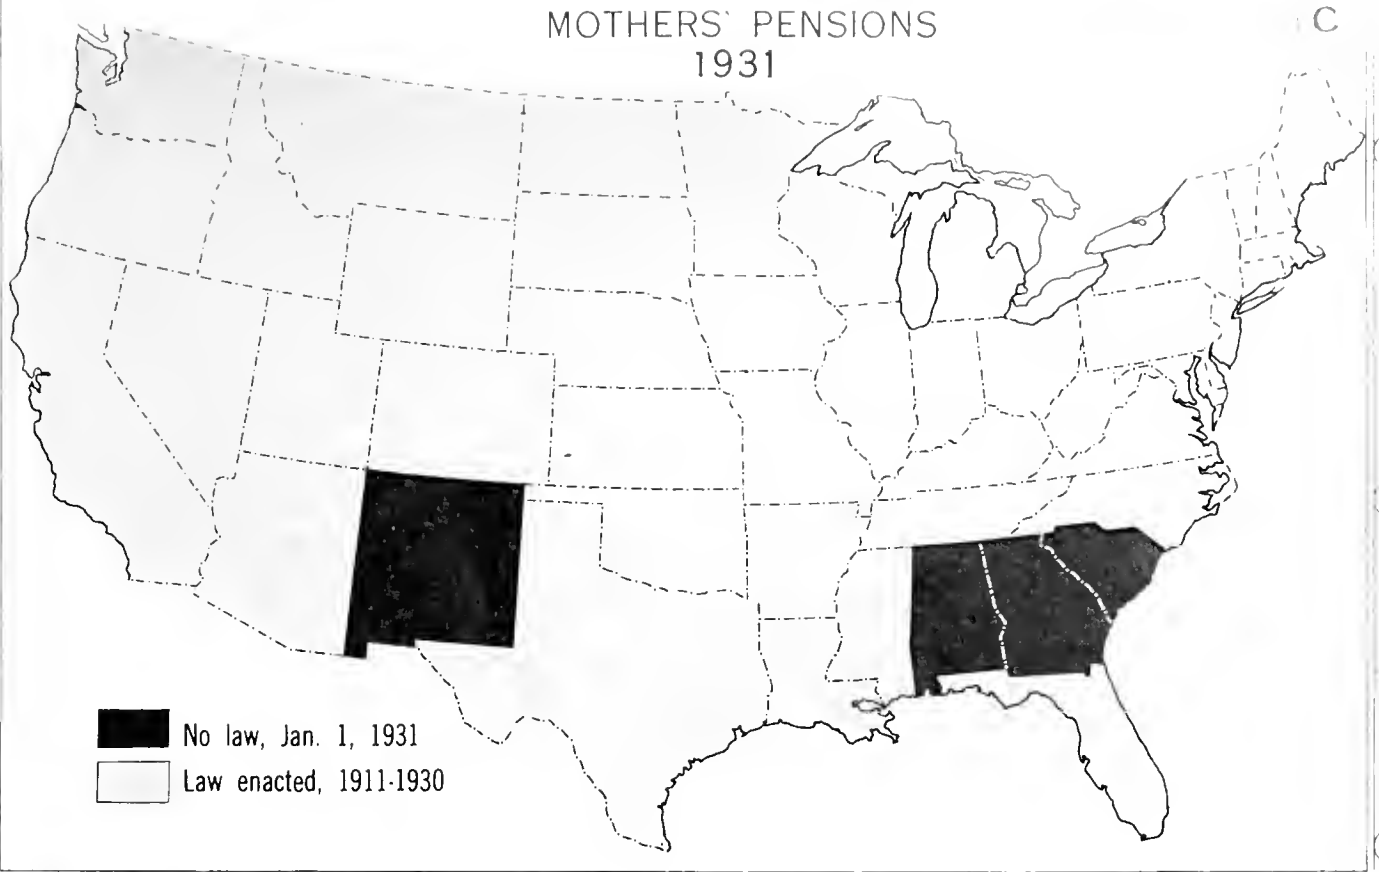 MOTHERS' PENSIONS
1931
C
No law, Jan. 1, 1931
Law enacted, 1911-1930